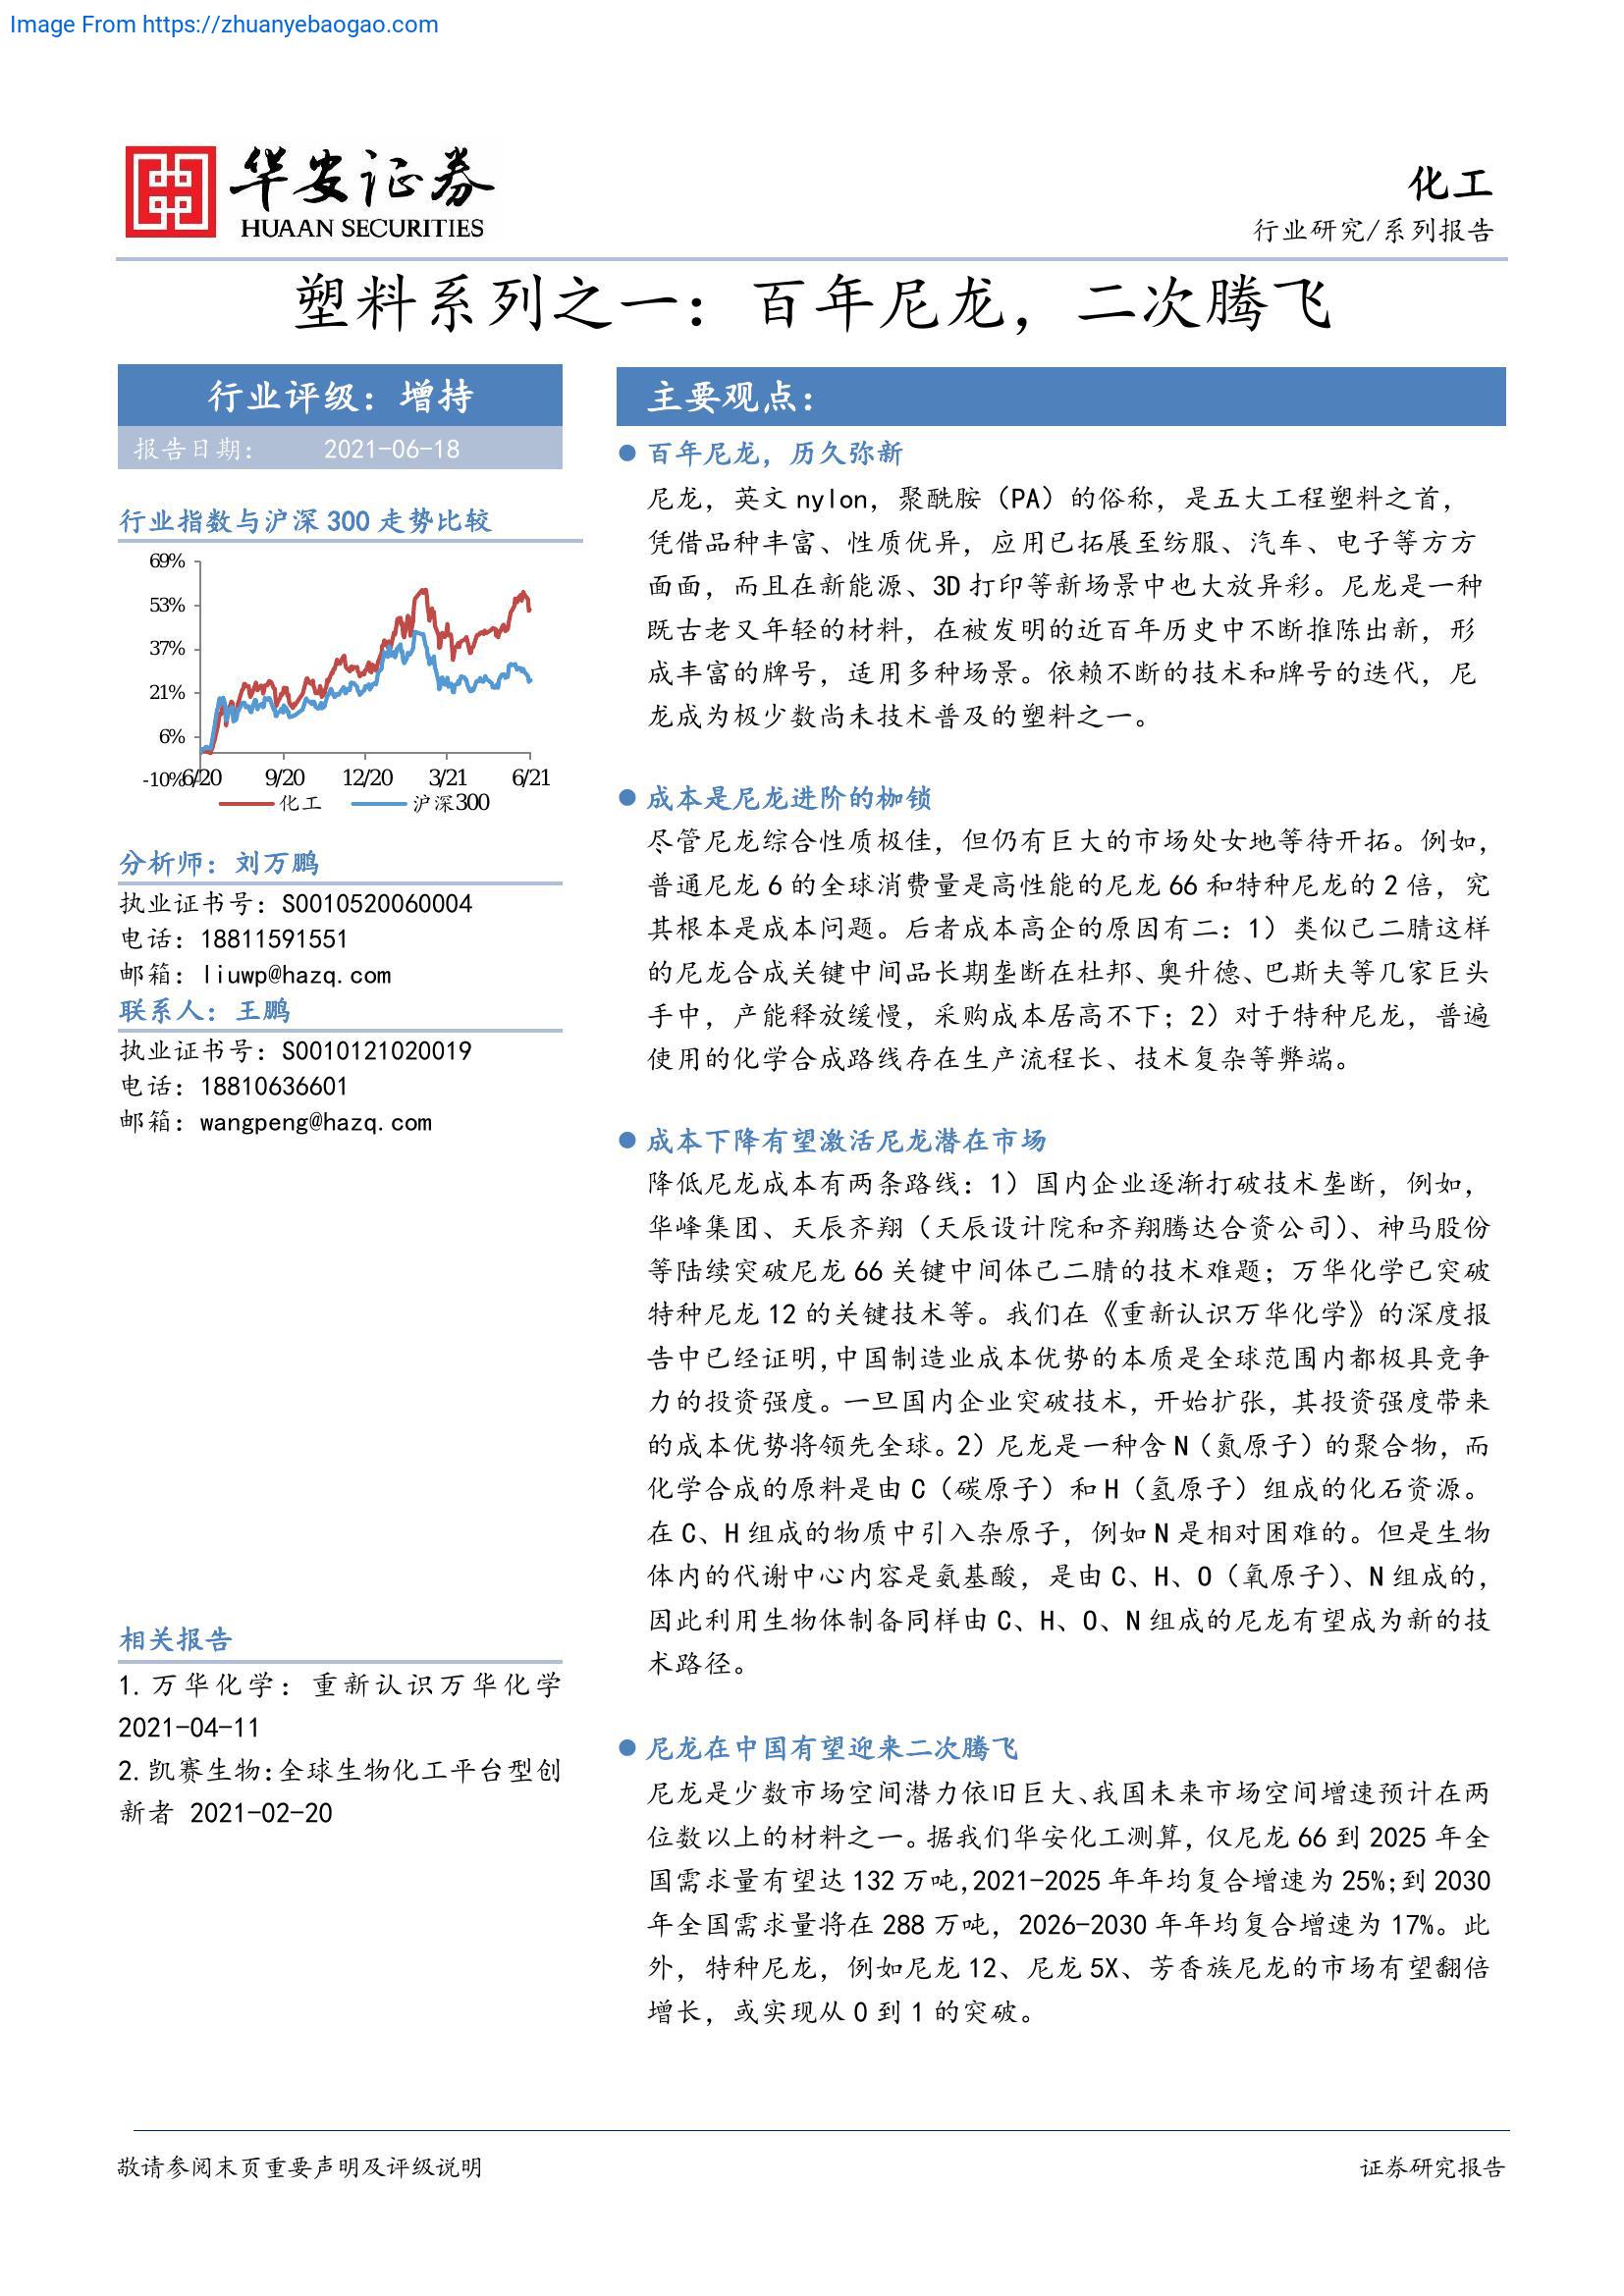 Image From https://zhuanyebaogao.com
华安证券
HUAAN SECURITIES
化工
行业研究/系列报告
塑料系列之一：百年尼龙，二次腾飞
行业评级：增持
报告日期： 2021-06-18
行业指数与沪深 300 走势比较
69%
53%
37%
21%
6%
-10%
6/20 9/20 12/20 3/21 6/21
化工 沪深300
分析师：刘万鹏
执业证书号：S0010520060004
电话：18811591551
邮箱：liuwp@hazq.com
联系人：王鹏
执业证书号：S0010121020019
电话：18810636601
邮箱：wangpeng@hazq.com
相关报告
1.万华化学：重新认识万华化学
2021-04-11
2.凯赛生物:全球生物化工平台型创
新者 2021-02-20
主要观点：
● 百年尼龙，历久弥新
尼龙，英文 nylon，聚酰胺（PA）的俗称，是五大工程塑料之首，
凭借品种丰富、性质优异，应用已拓展至纺服、汽车、电子等方方
面面，而且在新能源、3D 打印等新场景中也大放异彩。尼龙是一种
既古老又年轻的材料，在被发明的近百年历史中不断推陈出新，形
成丰富的牌号，适用多种场景。依赖不断的技术和牌号的迭代，尼
龙成为极少数尚未技术普及的塑料之一。
● 成本是尼龙进阶的枷锁
尽管尼龙综合性质极佳，但仍有巨大的市场处女地等待开拓。例如，
普通尼龙 6 的全球消费量是高性能的尼龙 66 和特种尼龙的 2 倍，究
其根本是成本问题。后者成本高企的原因有二：1）类似己二腈这样
的尼龙合成关键中间品长期垄断在杜邦、奥升德、巴斯夫等几家巨头
手中，产能释放缓慢，采购成本居高不下；2）对于特种尼龙，普遍
使用的化学合成路线存在生产流程长、技术复杂等弊端。
● 成本下降有望激活尼龙潜在市场
降低尼龙成本有两条路线：1）国内企业逐渐打破技术垄断，例如，
华峰集团、天辰齐翔（天辰设计院和齐翔腾达合资公司）、神马股份
等陆续突破尼龙 66 关键中间体己二腈的技术难题；万华化学已突破
特种尼龙 12 的关键技术等。我们在《重新认识万华化学》的深度报
告中已经证明,中国制造业成本优势的本质是全球范围内都极具竞争
力的投资强度。一旦国内企业突破技术，开始扩张，其投资强度带来
的成本优势将领先全球。2）尼龙是一种含 N（氮原子）的聚合物，而
化学合成的原料是由 C（碳原子）和 H（氢原子）组成的化石资源。
在 C、H 组成的物质中引入杂原子，例如 N 是相对困难的。但是生物
体内的代谢中心内容是氨基酸，是由 C、H、O（氧原子）、N 组成的，
因此利用生物体制备同样由 C、H、O、N 组成的尼龙有望成为新的技
术路径。
● 尼龙在中国有望迎来二次腾飞
尼龙是少数市场空间潜力依旧巨大、我国未来市场空间增速预计在两
位数以上的材料之一。据我们华安化工测算，仅尼龙 66 到 2025 年全
国需求量有望达 132 万吨,2021-2025 年年均复合增速为 25%;到 2030
年全国需求量将在 288 万吨，2026-2030 年年均复合增速为 17%。此
外，特种尼龙，例如尼龙 12、尼龙 5X、芳香族尼龙的市场有望翻倍
增长，或实现从 0 到 1 的突破。
敬请参阅末页重要声明及评级说明 证券研究报告